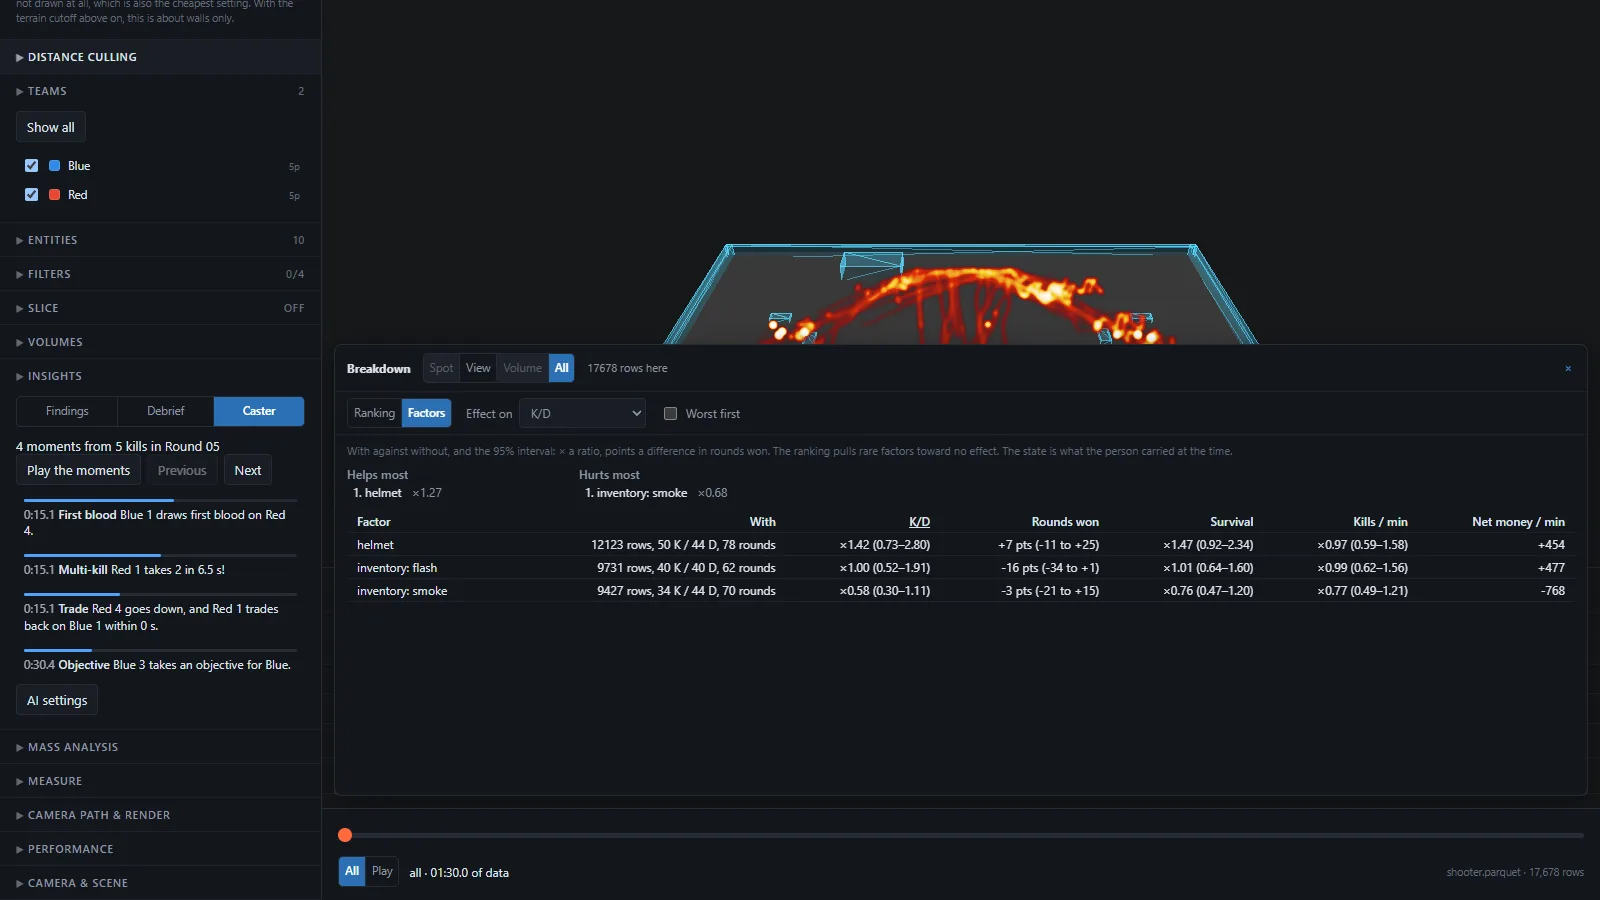 not drawn at all, which is also the cheapest setting. With the
terrain cutoff above on, this is about walls only.
▶ DISTANCE CULLING
▶ TEAMS 2
Show all
Blue 5p
Red 5p
▶ ENTITIES 10
▶ FILTERS 0/4
▶ SLICE OFF
▶ VOLUMES
▶ INSIGHTS
Findings Debrief Caster
4 moments from 5 kills in Round 05
Play the moments Previous Next
0:15.1 First blood Blue 1 draws first blood on Red
4.
0:15.1 Multi-kill Red 1 takes 2 in 6.5 s!
0:15.1 Trade Red 4 goes down, and Red 1 trades
back on Blue 1 within 0 s.
0:30.4 Objective Blue 3 takes an objective for Blue.
AI settings
▶ MASS ANALYSIS
▶ MEASURE
▶ CAMERA PATH & RENDER
▶ PERFORMANCE
▶ CAMERA & SCENE
Breakdown Spot View Volume All 17678 rows here ×
Ranking Factors Effect on K/D Worst first
With against without, and the 95% interval: × a ratio, points a difference in rounds won. The ranking pulls rare factors toward no effect. The state is what the person carried at the time.
Helps most Hurts most
1. helmet ×1.27 1. inventory: smoke ×0.68
Factor With K/D Rounds won Survival Kills / min Net money / min
helmet 12123 rows, 50 K / 44 D, 78 rounds ×1.42 (0.73–2.80) +7 pts (-11 to +25) ×1.47 (0.92–2.34) ×0.97 (0.59–1.58) +454
inventory: flash 9731 rows, 40 K / 40 D, 62 rounds ×1.00 (0.52–1.91) -16 pts (-34 to +1) ×1.01 (0.64–1.60) ×0.99 (0.62–1.56) +477
inventory: smoke 9427 rows, 34 K / 44 D, 70 rounds ×0.58 (0.30–1.11) -3 pts (-21 to +15) ×0.76 (0.47–1.20) ×0.77 (0.49–1.21) -768
All Play all · 01:30.0 of data shooter.parquet · 17,678 rows